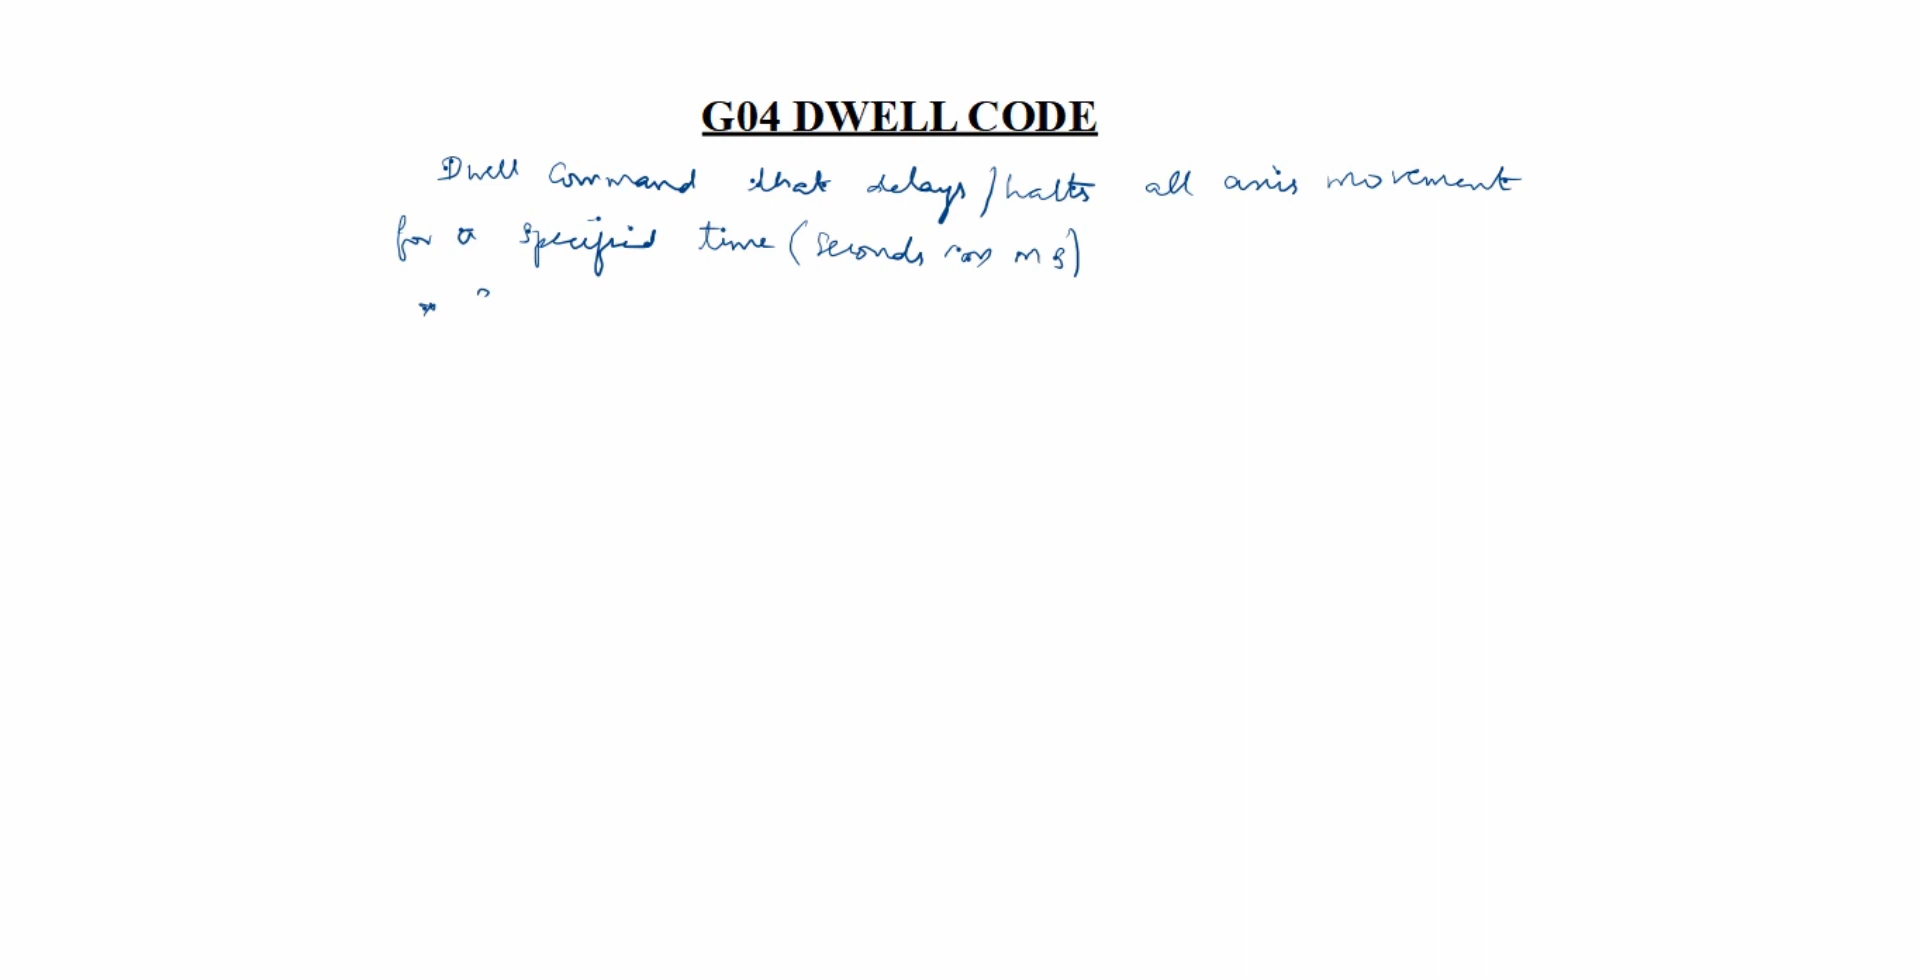 G04 DWELL CODE
Dwell Command that delays/halts all axis movement
for a specified time (Seconds or ms)
*